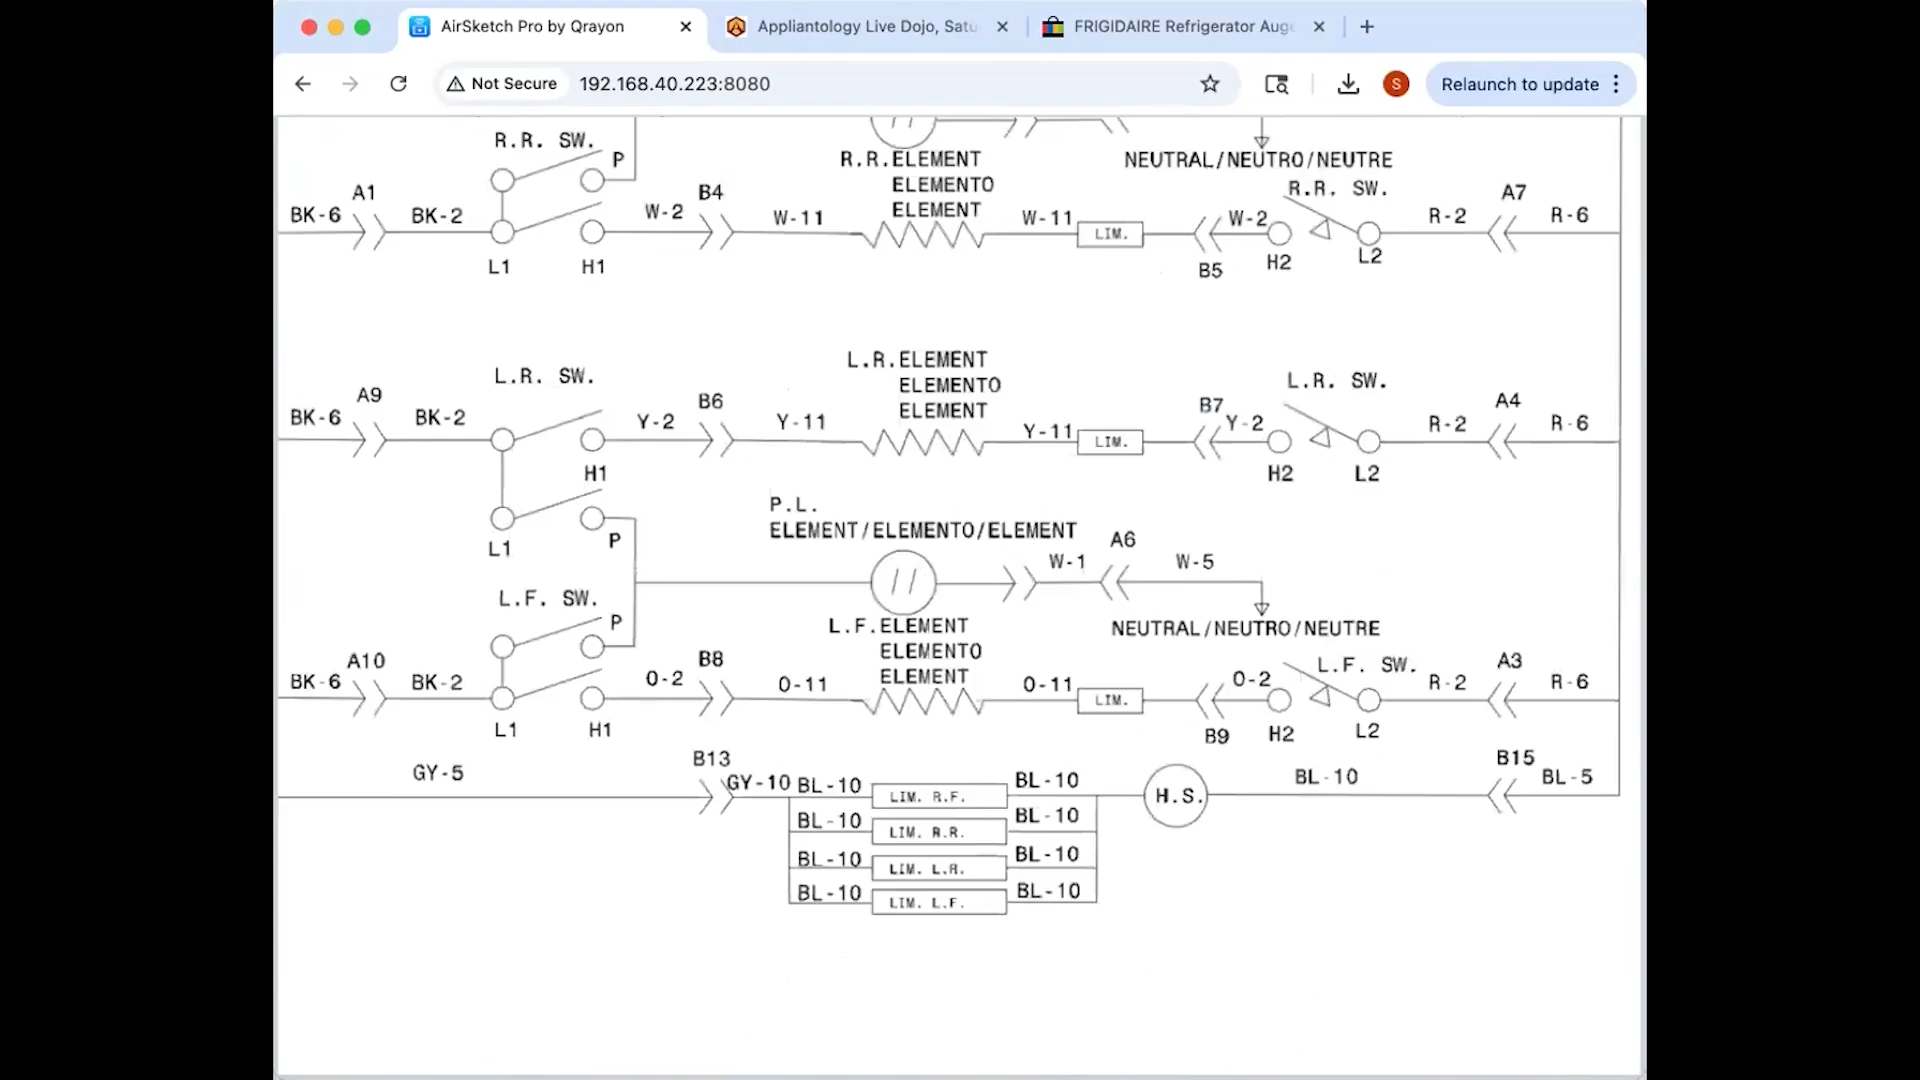 AirSketch Pro by Qrayon
Appliantology Live Dojo, Satu
FRIGIDAIRE Refrigerator Auge
Not Secure
192.168.40.223:8080
S
Relaunch to update
R.R. SW.
P
R.R.ELEMENT
ELEMENTO
ELEMENT
NEUTRAL/NEUTRO/NEUTRE
R.R. SW.
BK-6
A1
BK-2
L1
H1
W-2
B4
W-11
W-11
LIM.
B5
W-2
H2
L2
R-2
A7
R-6
L.R. SW.
L.R.ELEMENT
ELEMENTO
ELEMENT
L.R. SW.
BK-6
A9
BK-2
H1
Y-2
B6
Y-11
Y-11
LIM.
B7
Y-2
H2
L2
R-2
A4
R-6
L1
P
P.L.
ELEMENT/ELEMENTO/ELEMENT
W-1
A6
W-5
NEUTRAL/NEUTRO/NEUTRE
L.F. SW.
P
L.F.ELEMENT
ELEMENTO
ELEMENT
L.F. SW.
BK-6
A10
BK-2
L1
H1
O-2
B8
O-11
O-11
LIM.
B9
O-2
H2
L2
R-2
A3
R-6
GY-5
B13
GY-10
BL-10
LIM. R.F.
BL-10
H.S.
BL-10
B15
BL-5
BL-10
LIM. R.R.
BL-10
BL-10
LIM. L.R.
BL-10
BL-10
LIM. L.F.
BL-10